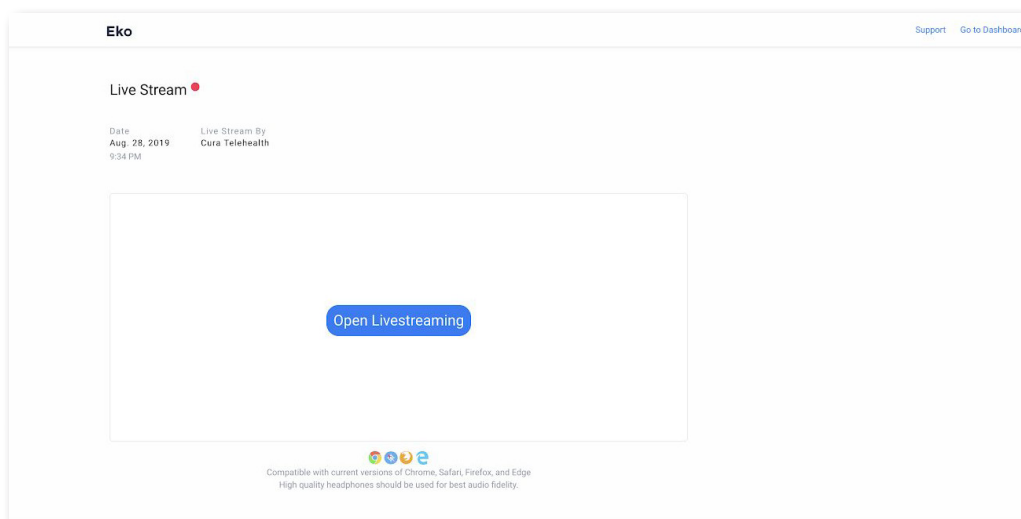 Eko
Support Go to Dashboard
Live Stream
Date Live Stream By
Aug. 28, 2019 Cura Telehealth
9:34 PM
Open Livestreaming
Compatible with current versions of Chrome, Safari, Firefox, and Edge
High quality headphones should be used for best audio fidelity.